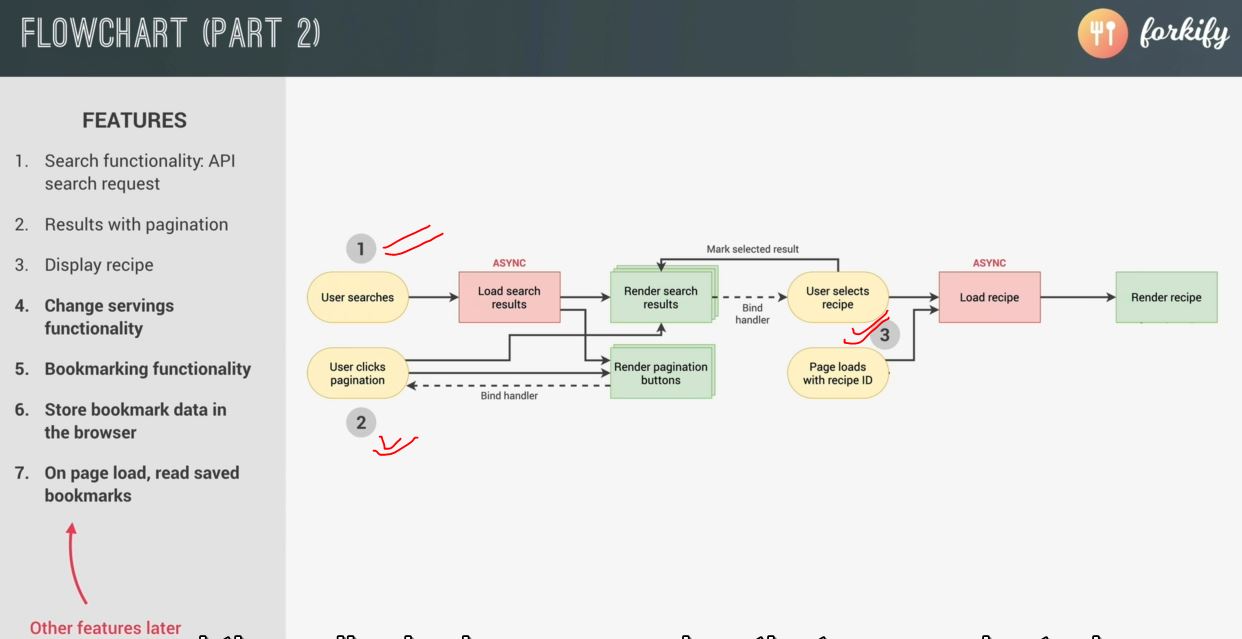 FLOWCHART (PART 2)
forkify
FEATURES
1. Search functionality: API
search request
2. Results with pagination
3. Display recipe
4. Change servings
functionality
5. Bookmarking functionality
6. Store bookmark data in
the browser
7. On page load, read saved
bookmarks
Other features later
1
User searches
ASYNC
Load search
results
Render search
results
Mark selected result
Bind
handler
User selects
recipe
ASYNC
Load recipe
Render recipe
3
User clicks
pagination
Bind handler
Render pagination
buttons
Page loads
with recipe ID
2